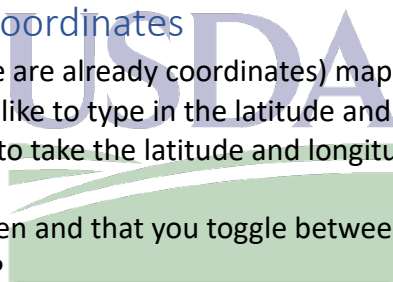 oordinates
USDA
e are already coordinates) map
like to type in the latitude and
to take the latitude and longitu
en and that you toggle betwee